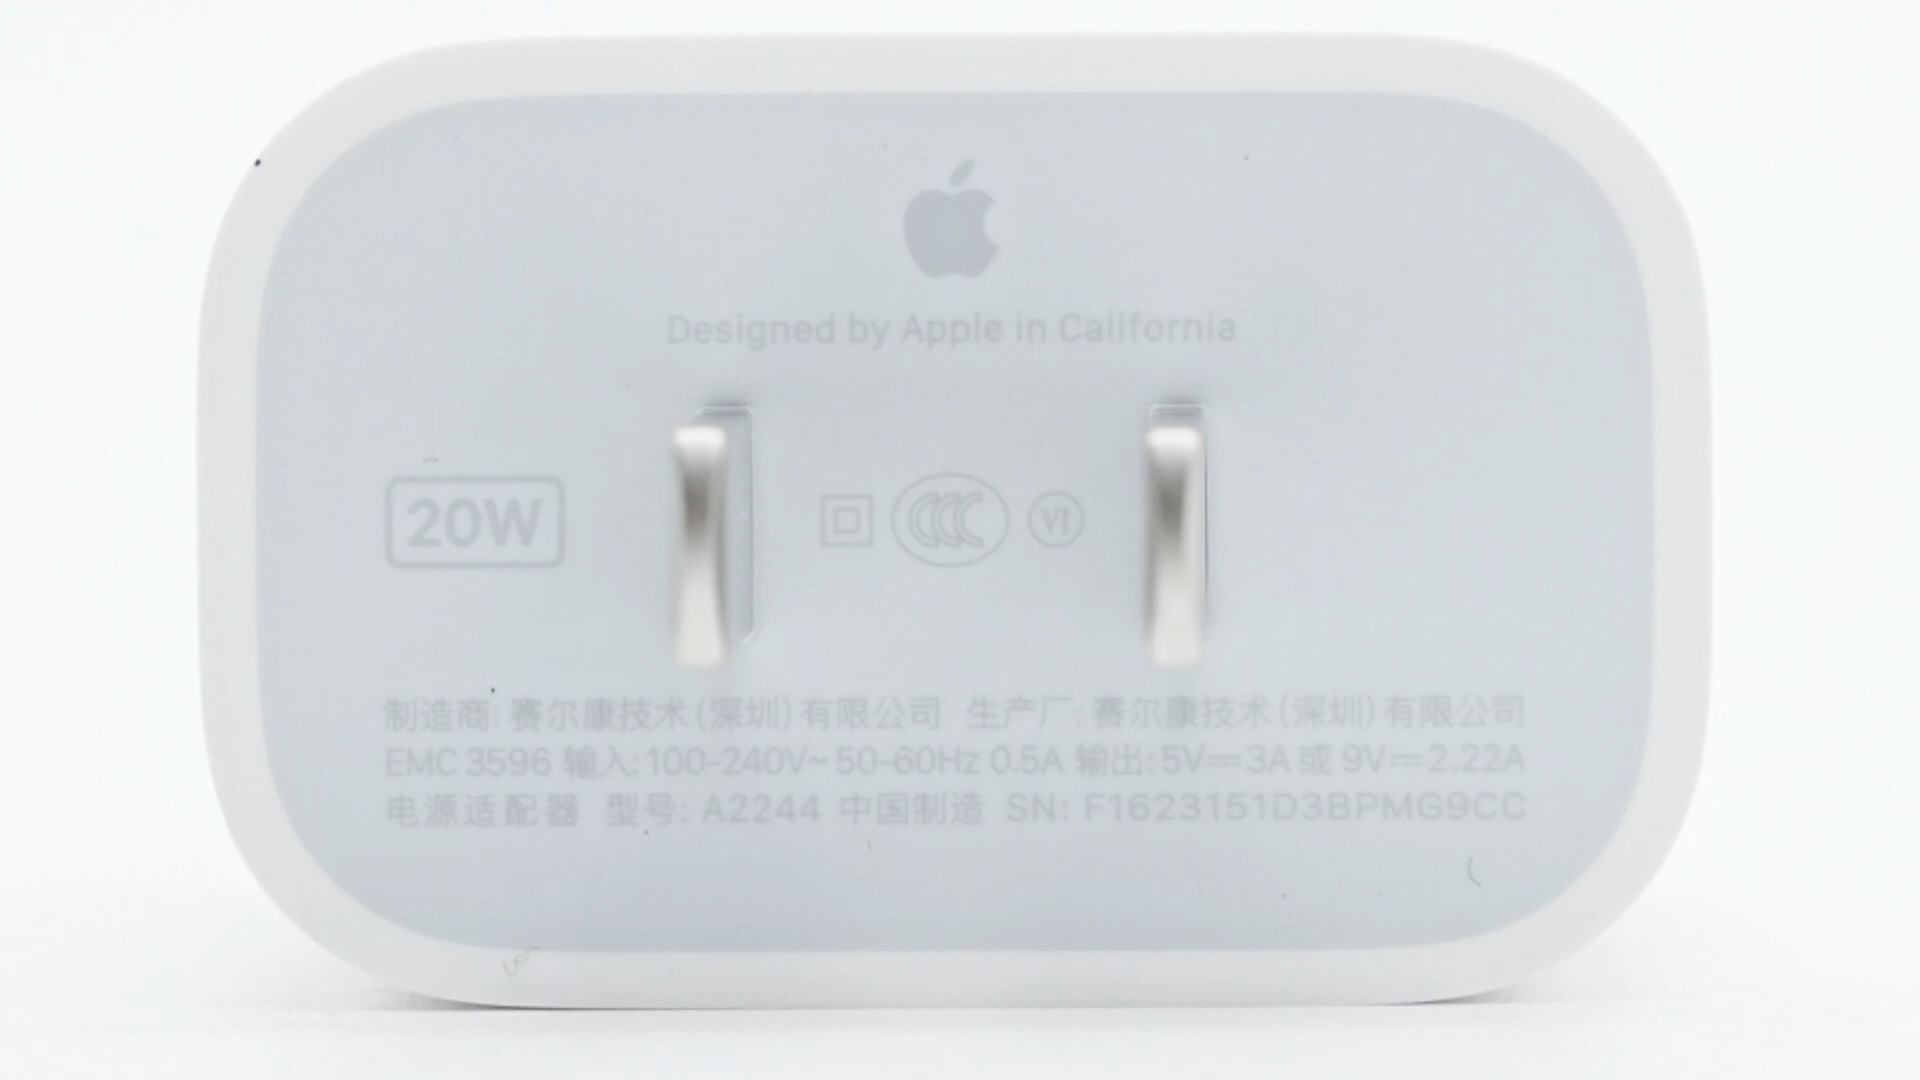 Designed by Apple in California
20W
CCC
VI
制造商: 赛尔康技术(深圳)有限公司 生产厂: 赛尔康技术(深圳)有限公司
EMC 3596 输入: 100-240V~ 50-60Hz 0.5A 输出: 5V⎓3A 或 9V⎓2.22A
电源适配器 型号: A2244 中国制造 SN: F1623151D3BPMG9CC